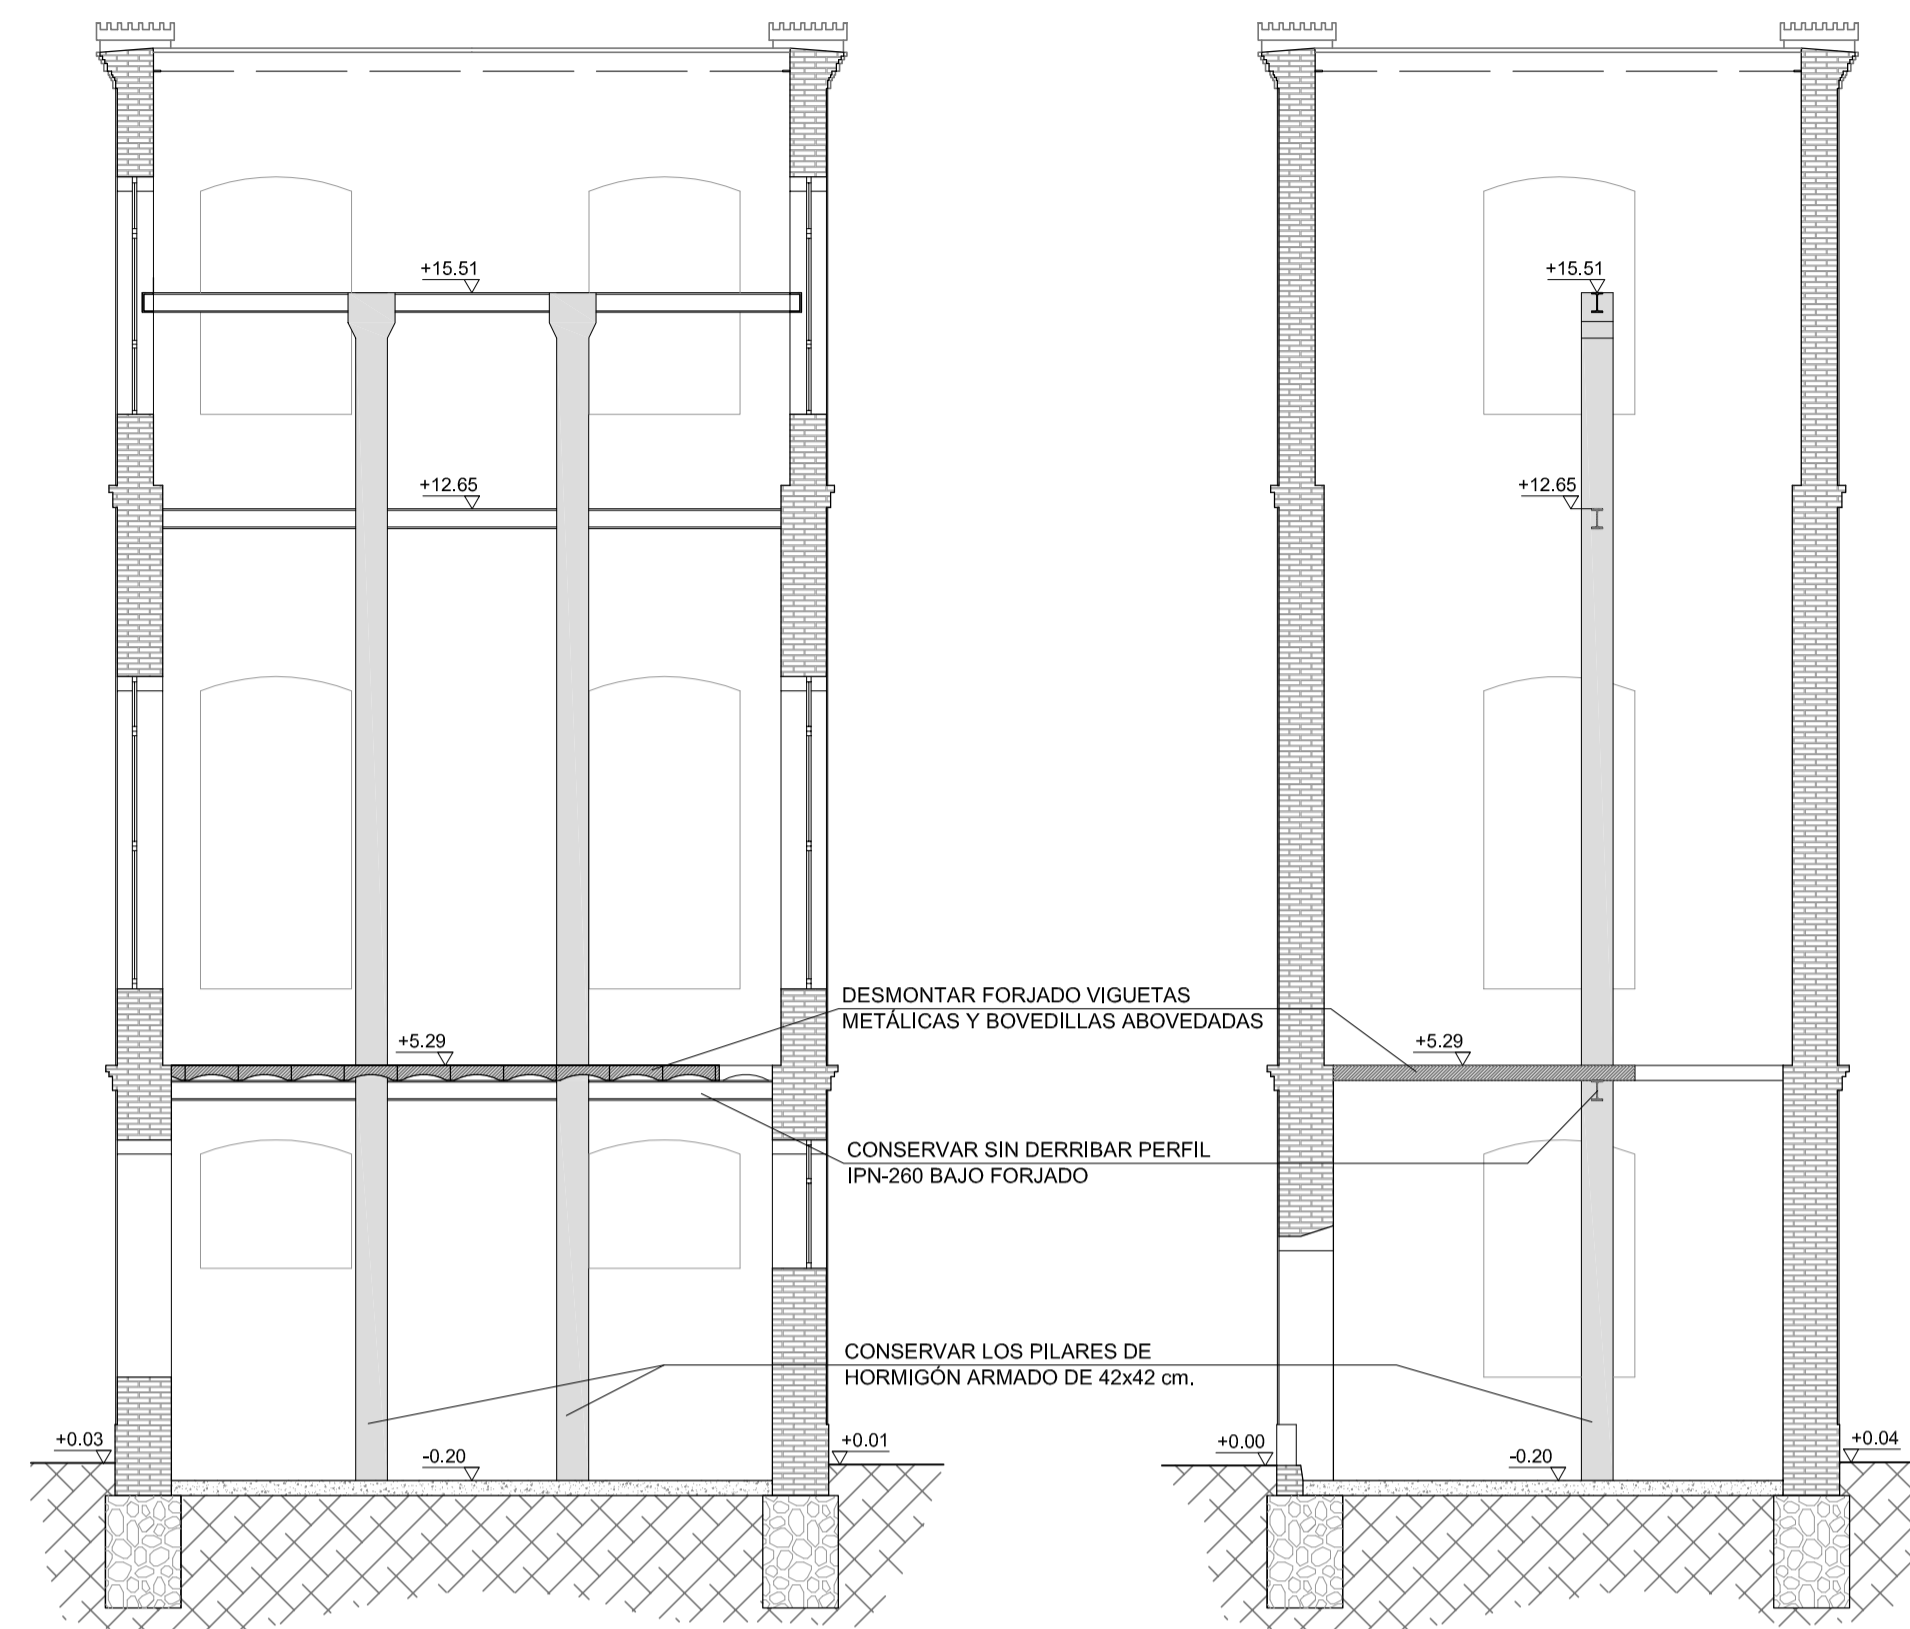 +15.51
+15.51
+12.65
+12.65
DESMONTAR FORJADO VIGUETAS
METÁLICAS Y BOVEDILLAS ABOVEDADAS
+5.29
+5.29
CONSERVAR SIN DERRIBAR PERFIL
IPN-260 BAJO FORJADO
CONSERVAR LOS PILARES DE
HORMIGÓN ARMADO DE 42x42 cm.
+0.03
-0.20
+0.01
+0.00
-0.20
+0.04